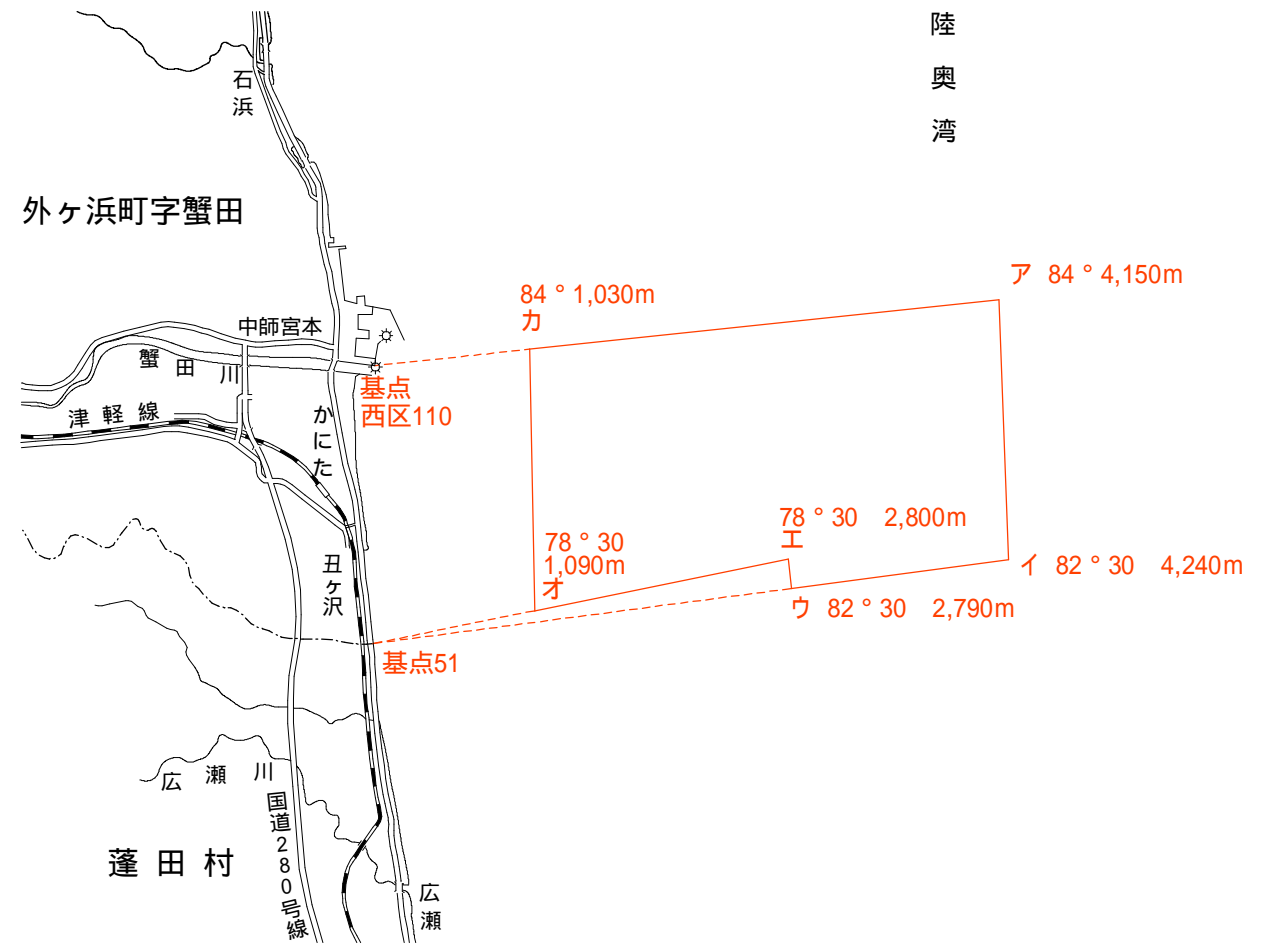 陸奥湾
石浜
外ヶ浜町字蟹田
ア 84 ° 4,150m
84 ° 1,030m
カ
中師宮本
蟹田川
基点
西区110
津軽線
かにた
78 ° 30 2,800m
エ
78 ° 30
1,090m
オ
イ 82 ° 30 4,240m
丑ヶ沢
ウ 82 ° 30 2,790m
基点51
広瀬川
国道280号線
蓬田村
広瀬